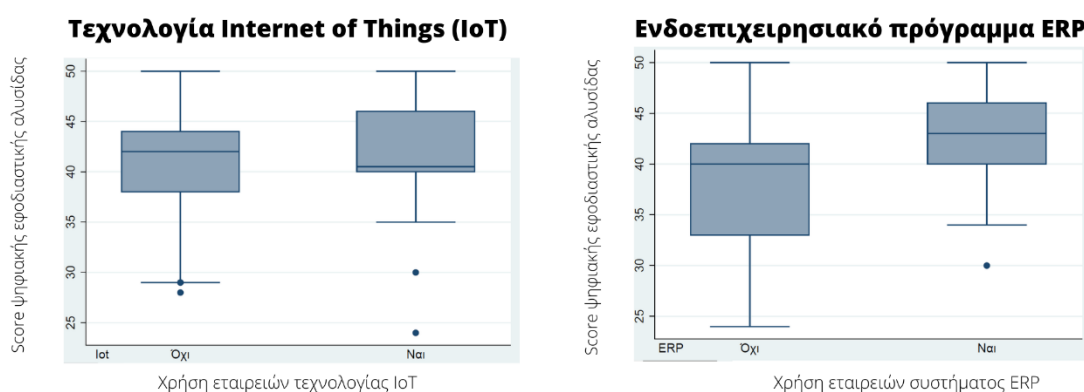 Τεχνολογία Internet of Things (IoT)
Score ψηφιακής εφοδιαστικής αλυσίδας
50
45
40
35
30
25
Iot Όχι Ναι
Χρήση εταιρειών τεχνολογίας IoT
Ενδοεπιχειρησιακό πρόγραμμα ERP
Score ψηφιακής εφοδιαστικής αλυσίδας
50
45
40
35
30
25
ERP Όχι Ναι
Χρήση εταιρειών συστήματος ERP